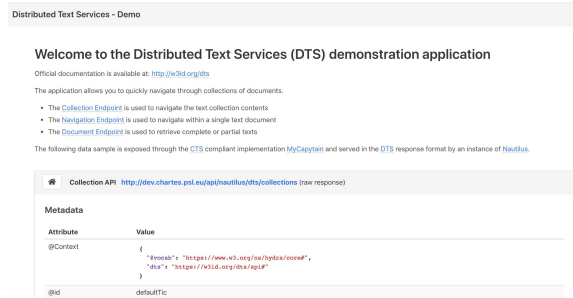 Distributed Text Services - Demo
Welcome to the Distributed Text Services (DTS) demonstration application
Official documentation is available at: http://w3id.org/dts
The application allows you to quickly navigate through collections of documents.
• The Collection Endpoint is used to navigate the text collection contents
• The Navigation Endpoint is used to navigate within a single text document
• The Document Endpoint is used to retrieve complete or partial texts
The following data sample is exposed through the CTS compliant implementation MyCapytain and served in the DTS response format by an instance of Nautilus.
Collection API http://dev.chartes.psl.eu/api/nautilus/dts/collections (raw response)
Metadata
Attribute Value
@Context {
"@vocab": "https://www.w3.org/ns/hydra/core#",
"dts": "https://w3id.org/dts/api#"
}
@id defaultTic